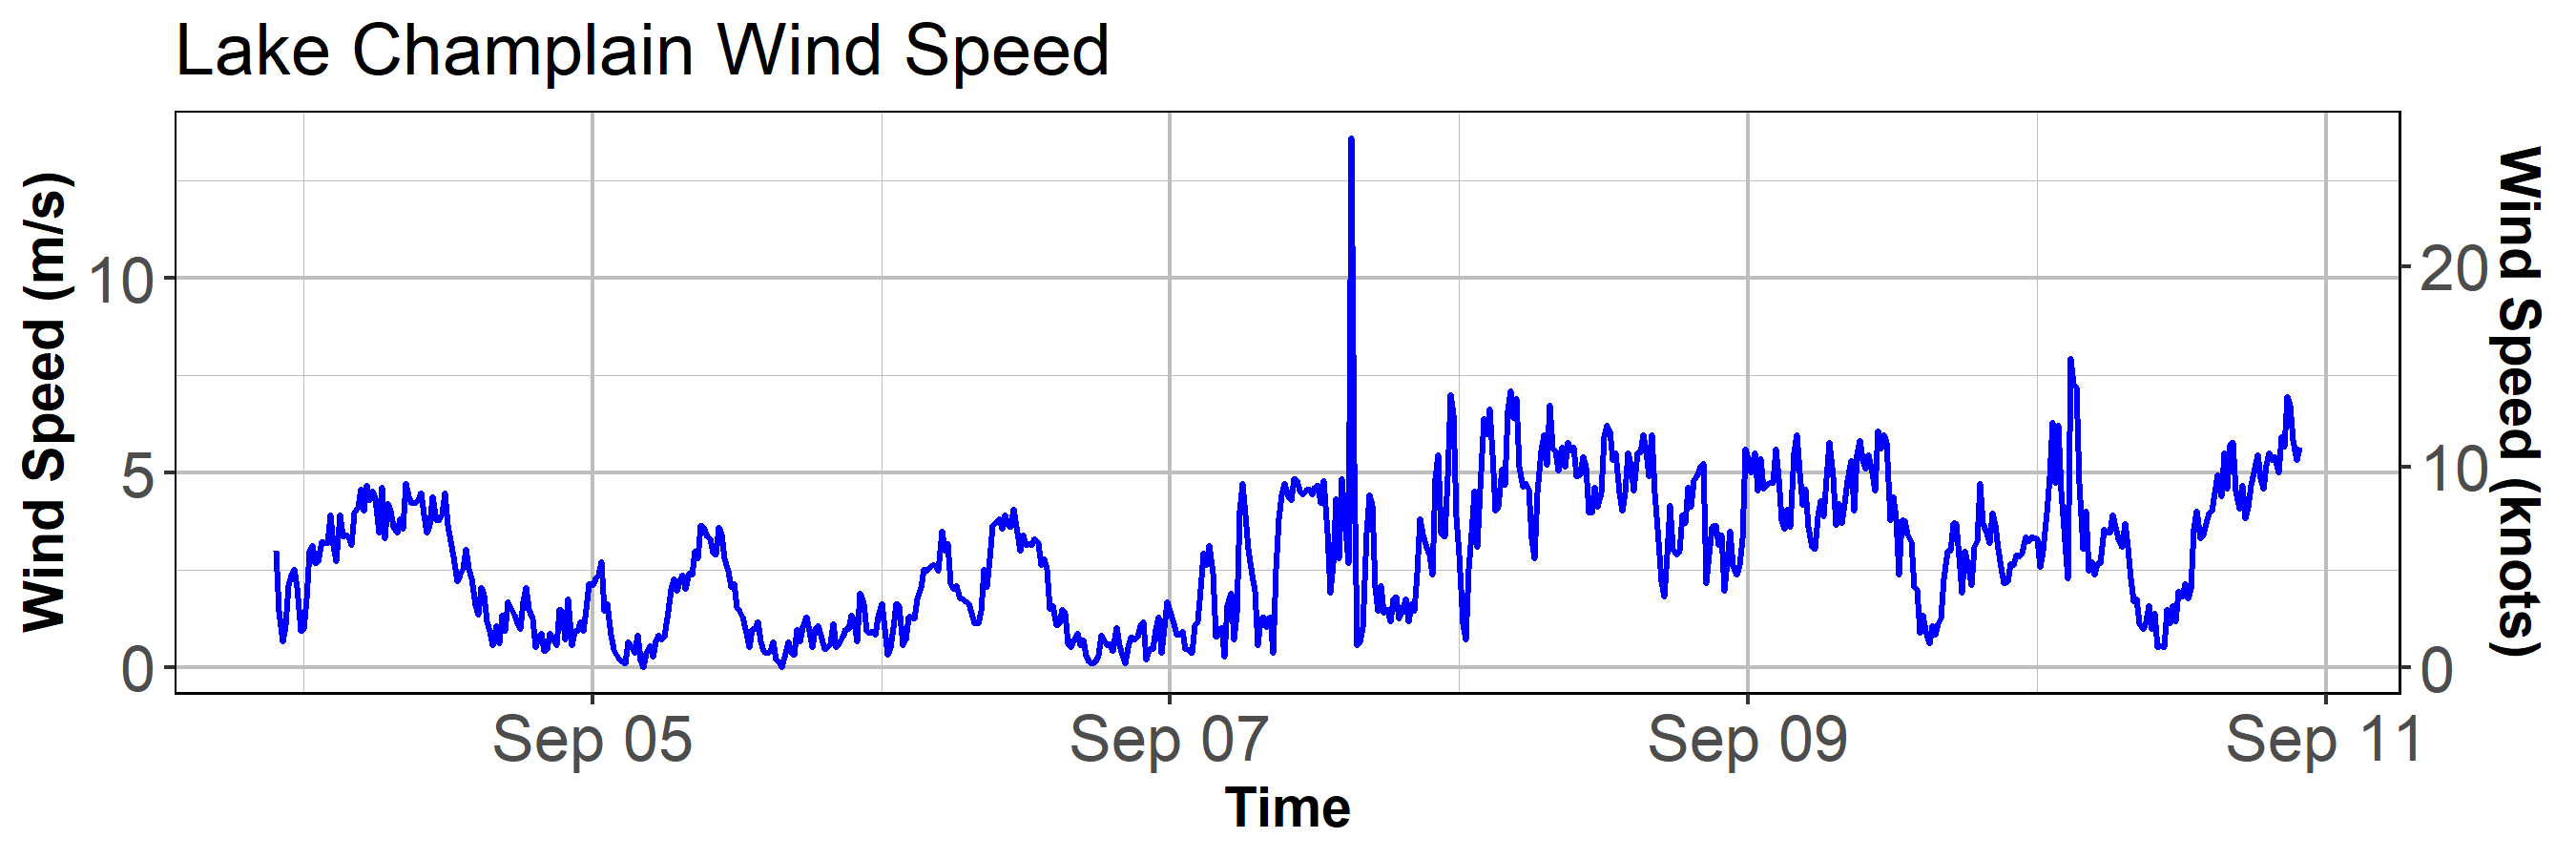 Lake Champlain Wind Speed
Wind Speed (m/s)
10
5
0
20
10
0
Wind Speed (knots)
Sep 05
Sep 07
Sep 09
Sep 11
Time